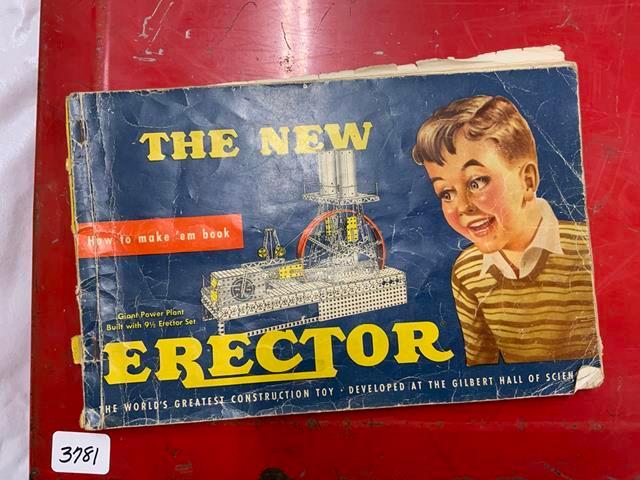 THE NEW
How to make 'em book
Giant Power Plant
Built with 9½ Erector Set
ERECTOR
THE WORLD'S GREATEST CONSTRUCTION TOY · DEVELOPED AT THE GILBERT HALL OF SCIEN
3781